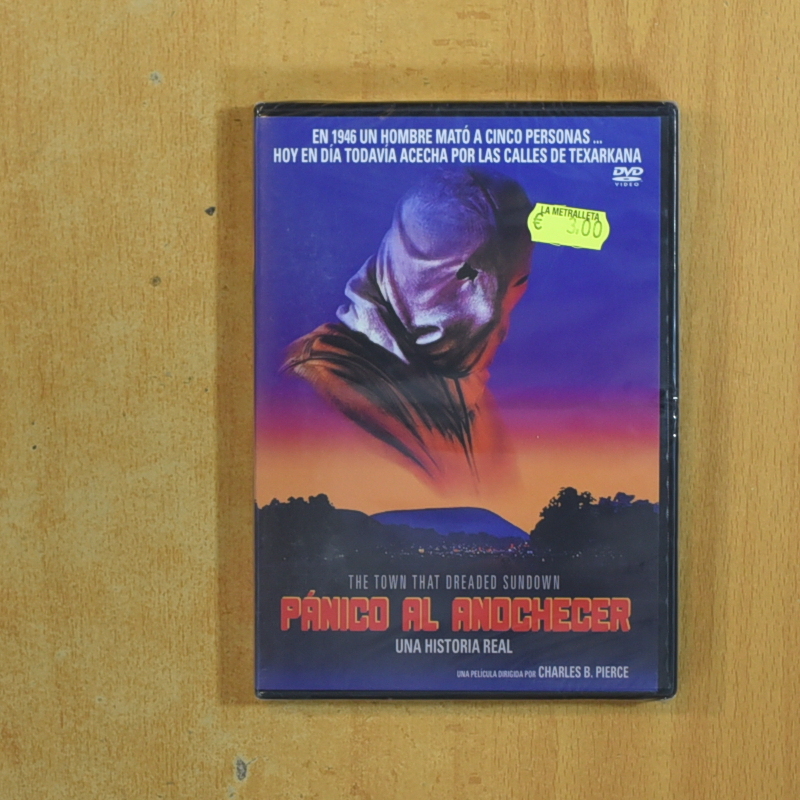 EN 1946 UN HOMBRE MATÓ A CINCO PERSONAS ...
HOY EN DÍA TODAVÍA ACECHA POR LAS CALLES DE TEXARKANA
DVD
VIDEO
LA METRALLETA
€ 3,00
THE TOWN THAT DREADED SUNDOWN
PÁNICO AL ANOCHECER
UNA HISTORIA REAL
UNA PELÍCULA DIRIGIDA POR CHARLES B. PIERCE